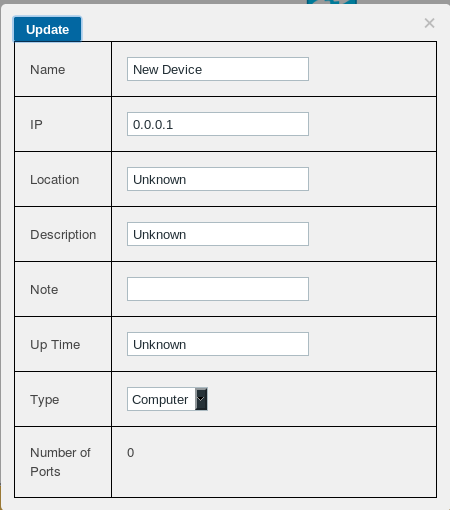 ×
Update
Name New Device
IP 0.0.0.1
Location Unknown
Description Unknown
Note
Up Time Unknown
Type Computer
Number of 0
Ports